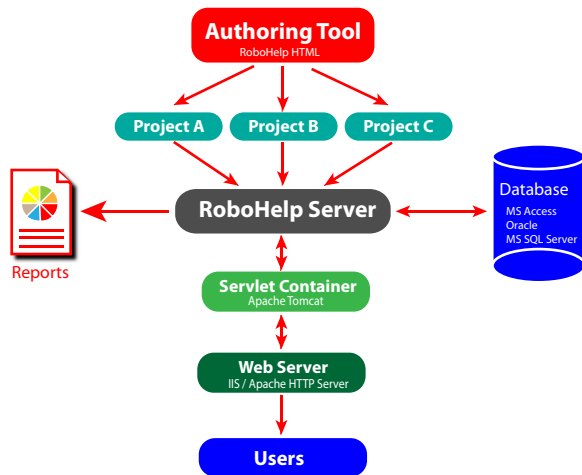 Authoring Tool
RoboHelp HTML
Project A
Project B
Project C
Reports
RoboHelp Server
Database
MS Access
Oracle
MS SQL Server
Servlet Container
Apache Tomcat
Web Server
IIS / Apache HTTP Server
Users